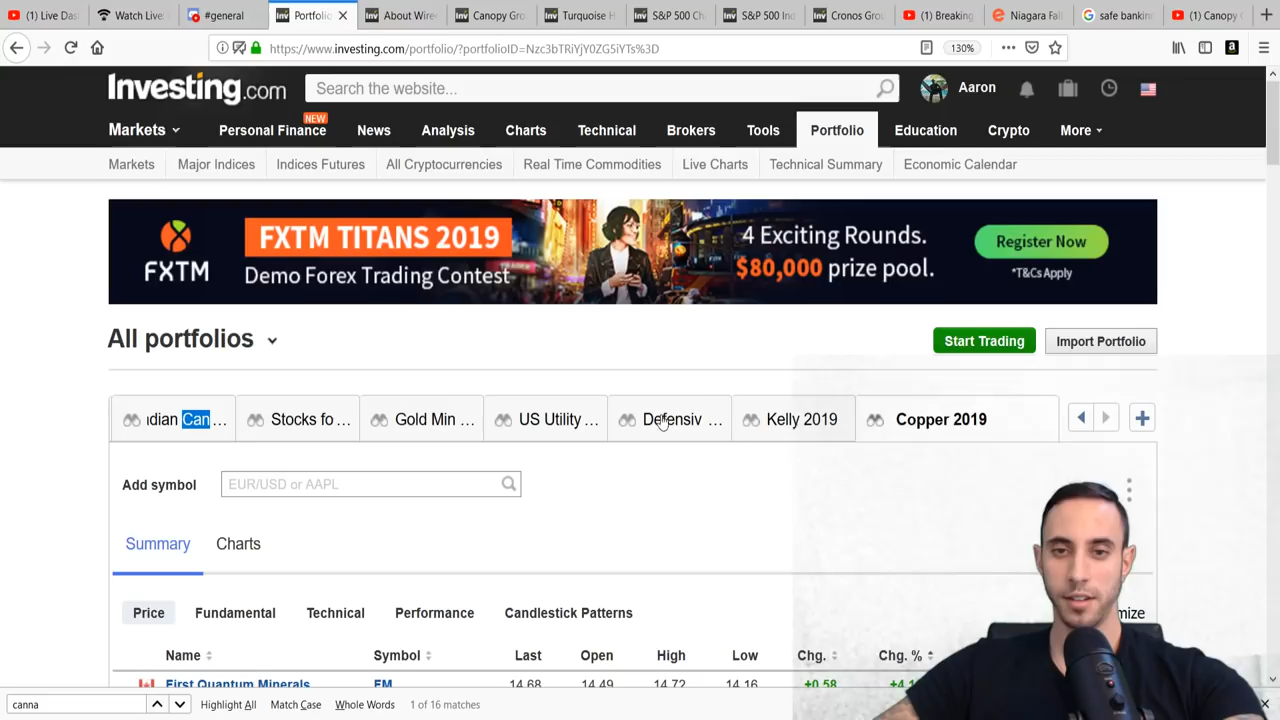 (1) Live Das
Watch Live:
#general
Portfolio
About Wire
Canopy Gro
Turquoise H
S&P 500 Ch
S&P 500 Ind
Cronos Grou
(1) Breaking
Niagara Fal
safe bankin
(1) Canopy
https://www.investing.com/portfolio/?portfolioID=Nzc3bTFsYjY0ZG5iYTs%3D
130%
Investing.com
Search the website...
Aaron
NEW
Markets Personal Finance News Analysis Charts Technical Brokers Tools Portfolio Education Crypto More
Markets Major Indices Indices Futures All Cryptocurrencies Real Time Commodities Live Charts Technical Summary Economic Calendar
FXTM
FXTM TITANS 2019
Demo Forex Trading Contest
4 Exciting Rounds.
$80,000 prize pool.
Register Now
*T&Cs Apply
All portfolios
Start Trading
Import Portfolio
ndian Can ...
Stocks fo ...
Gold Min ...
US Utility ...
Defensiv ...
Kelly 2019
Copper 2019
Add symbol
EUR/USD or AAPL
Summary Charts
Price Fundamental Technical Performance Candlestick Patterns
mize
Name Symbol Last Open High Low Chg. Chg. %
First Quantum Minerals FM 14.68 14.49 14.72 14.16 +0.58
canna
Highlight All Match Case Whole Words 1 of 16 matches